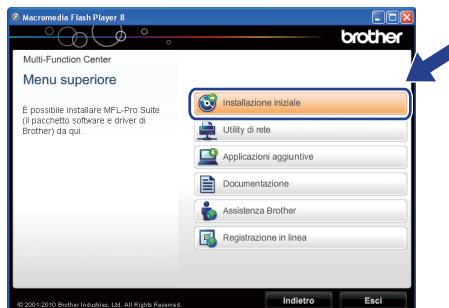 Macromedia Flash Player 8
brother
Multi-Function Center
Menu superiore
È possibile installare MFL-Pro Suite
(il pacchetto software e driver di
Brother) da qui.
Installazione iniziale
Utility di rete
Applicazioni aggiuntive
Documentazione
Assistenza Brother
Registrazione in linea
© 2001-2010 Brother Industries, Ltd. All Rights Reserved.
Indietro
Esci